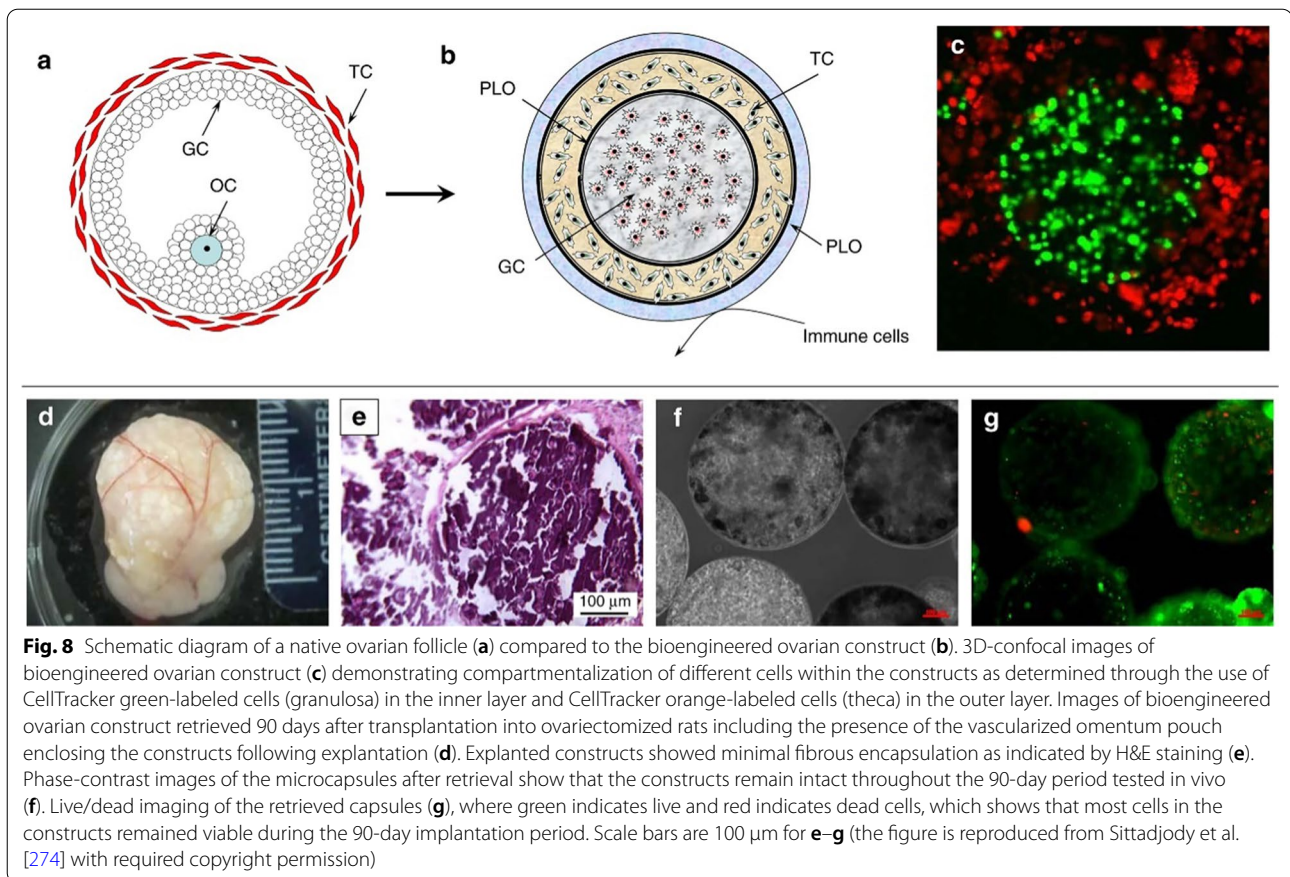 a
TC
GC
OC
b
PLO
TC
GC
PLO
Immune cells
c
d
1
CENTIMETER
e
100 μm
f
g
Fig. 8 Schematic diagram of a native ovarian follicle (a) compared to the bioengineered ovarian construct (b). 3D-confocal images of
bioengineered ovarian construct (c) demonstrating compartmentalization of different cells within the constructs as determined through the use of
CellTracker green-labeled cells (granulosa) in the inner layer and CellTracker orange-labeled cells (theca) in the outer layer. Images of bioengineered
ovarian construct retrieved 90 days after transplantation into ovariectomized rats including the presence of the vascularized omentum pouch
enclosing the constructs following explantation (d). Explanted constructs showed minimal fibrous encapsulation as indicated by H&E staining (e).
Phase-contrast images of the microcapsules after retrieval show that the constructs remain intact throughout the 90-day period tested in vivo
(f). Live/dead imaging of the retrieved capsules (g), where green indicates live and red indicates dead cells, which shows that most cells in the
constructs remained viable during the 90-day implantation period. Scale bars are 100 μm for e–g (the figure is reproduced from Sittadjody et al.
[274] with required copyright permission)